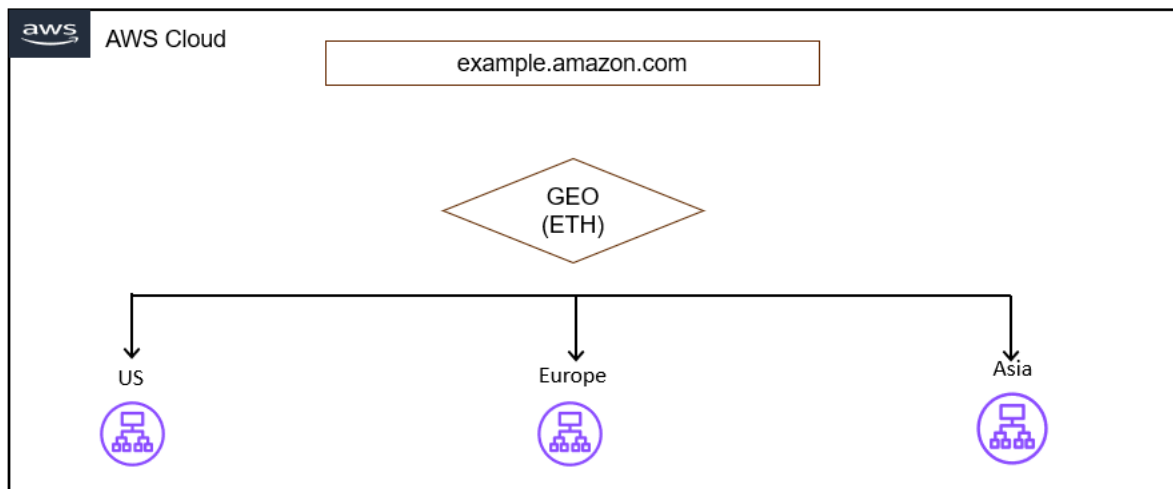 aws
AWS Cloud
example.amazon.com
GEO
(ETH)
US
Europe
Asia